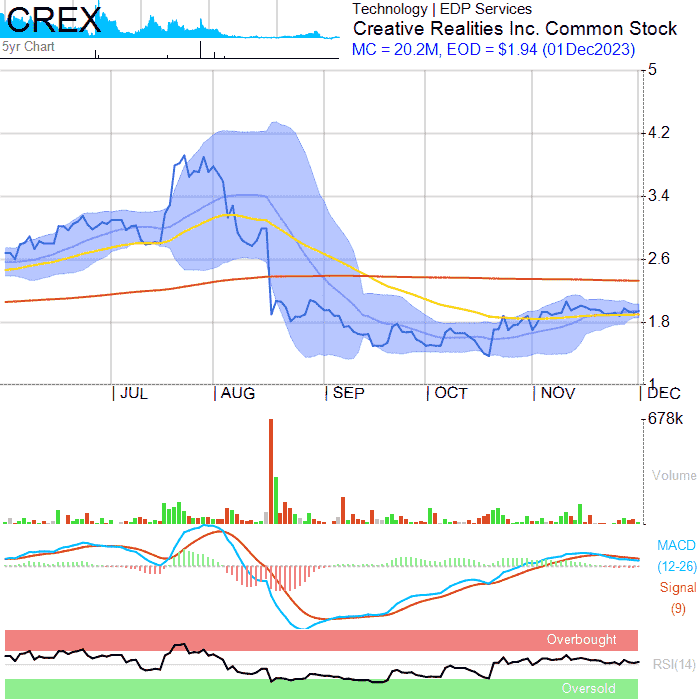 CREX
5yr Chart
Technology | EDP Services
Creative Realities Inc. Common Stock
MC = 20.2M, EOD = $1.94 (01Dec2023)
5
4.2
3.4
2.6
1.8
1
JUL AUG SEP OCT NOV DEC
678k
Volume
MACD
(12-26)
Signal
(9)
Overbought
RSI(14)
Oversold